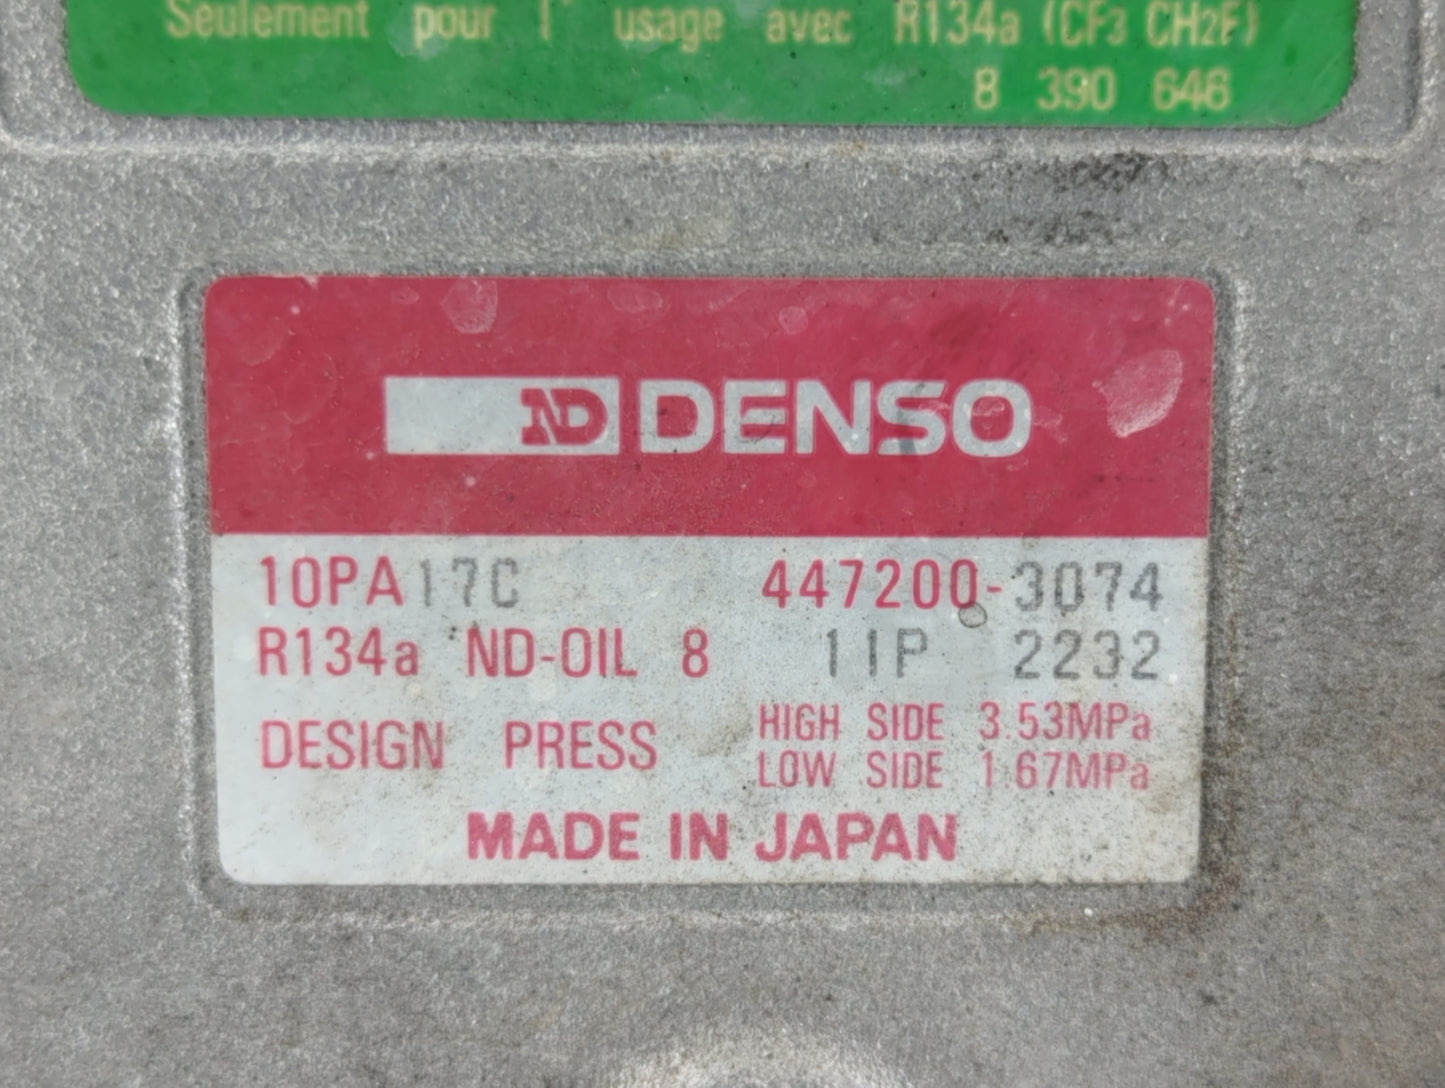 Seulement pour l' usage avec R134a (CF3 CH2F)
8 390 646
ND DENSO
10PA17C 447200-3074
R134a ND-OIL 8 11P 2232
DESIGN PRESS HIGH SIDE 3.53MPa
LOW SIDE 1.67MPa
MADE IN JAPAN